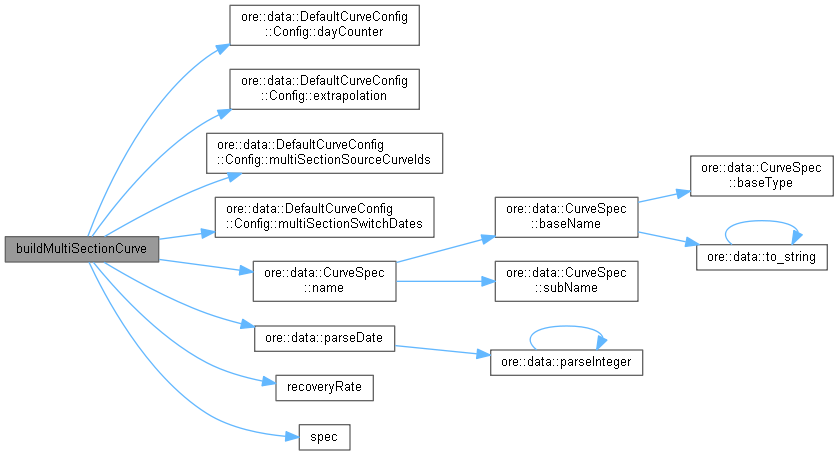 buildMultiSectionCurve
ore::data::DefaultCurveConfig
::Config::dayCounter
ore::data::DefaultCurveConfig
::Config::extrapolation
ore::data::DefaultCurveConfig
::Config::multiSectionSourceCurveIds
ore::data::DefaultCurveConfig
::Config::multiSectionSwitchDates
ore::data::CurveSpec
::name
ore::data::parseDate
recoveryRate
spec
ore::data::CurveSpec
::baseName
ore::data::CurveSpec
::subName
ore::data::parseInteger
ore::data::CurveSpec
::baseType
ore::data::to_string